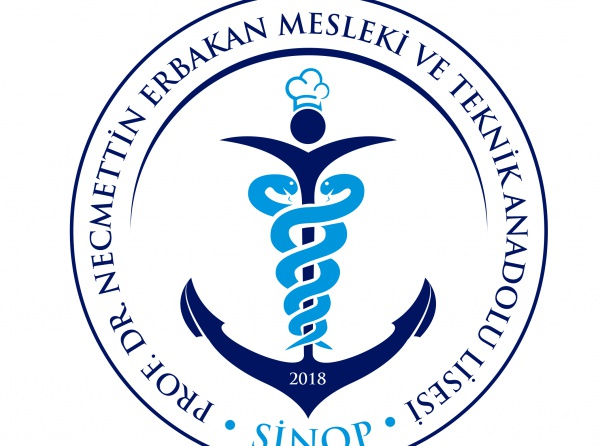 PROF. DR. NECMETTİN ERBAKAN MESLEKİ VE TEKNİK ANADOLU LİSESİ
2018
• SİNOP •